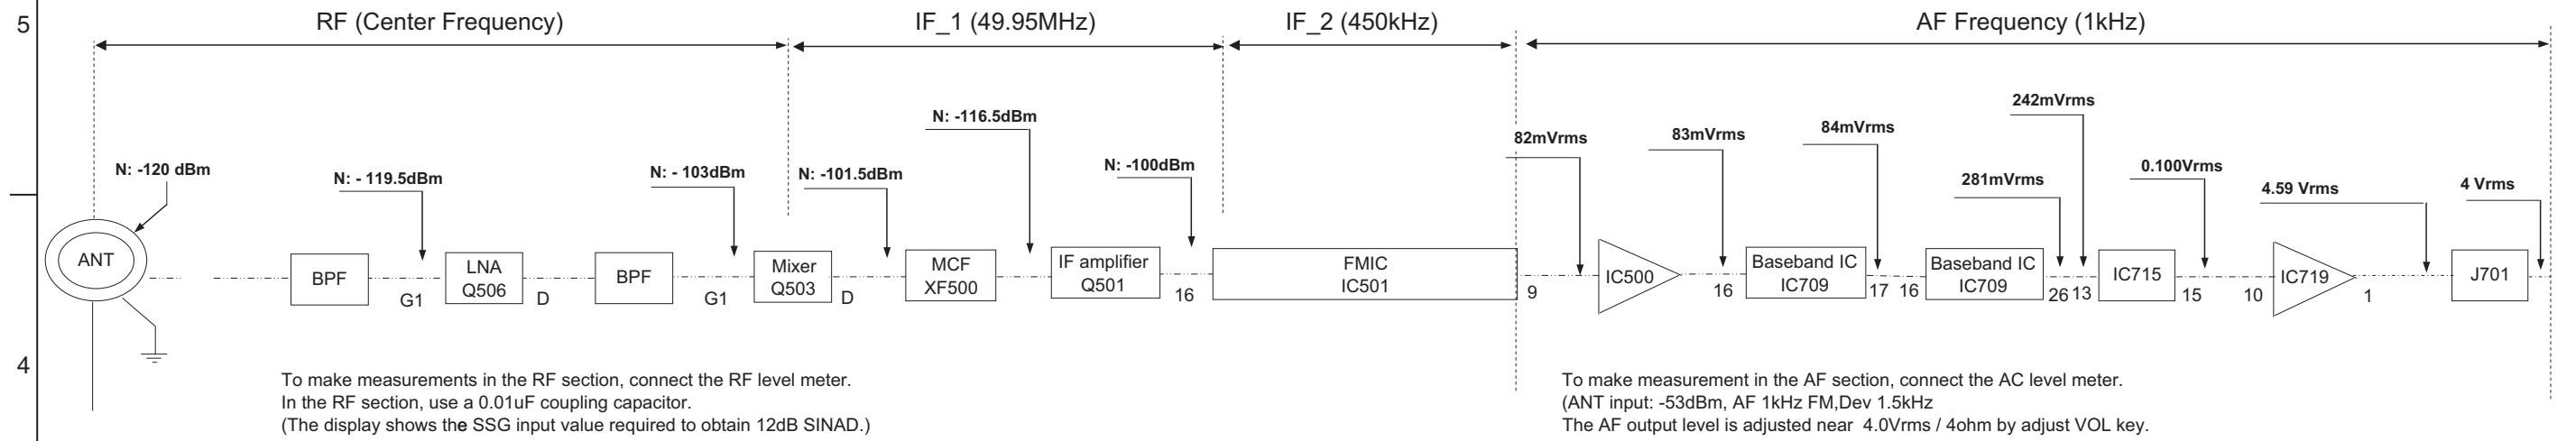 5
RF (Center Frequency)
IF_1 (49.95MHz)
IF_2 (450kHz)
AF Frequency (1kHz)
N: -120 dBm
N: - 119.5dBm
N: - 103dBm
N: -101.5dBm
N: -116.5dBm
N: -100dBm
82mVrms
83mVrms
84mVrms
281mVrms
242mVrms
0.100Vrms
4.59 Vrms
4 Vrms
ANT
BPF
G1
LNA
Q506
D
BPF
G1
Mixer
Q503
D
MCF
XF500
IF amplifier
Q501
16
FMIC
IC501
9
IC500
16
Baseband IC
IC709
17
16
Baseband IC
IC709
26
13
IC715
15
10
IC719
1
J701
4
To make measurements in the RF section, connect the RF level meter.
In the RF section, use a 0.01uF coupling capacitor.
(The display shows the SSG input value required to obtain 12dB SINAD.)
To make measurement in the AF section, connect the AC level meter.
(ANT input: -53dBm, AF 1kHz FM,Dev 1.5kHz
The AF output level is adjusted near 4.0Vrms / 4ohm by adjust VOL key.